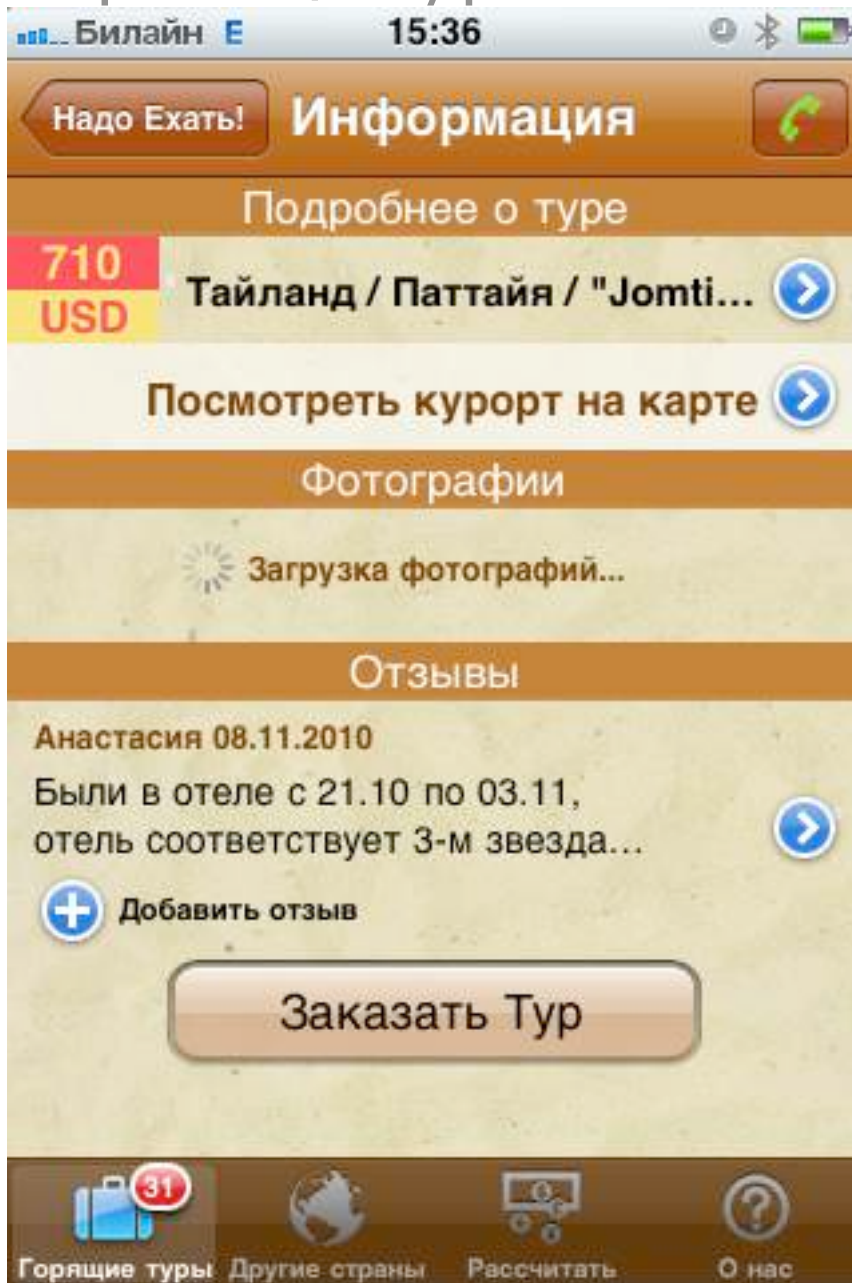 Билайн E 15:36
Надо Ехать! Информация
Подробнее о туре
710
USD
Тайланд / Паттайя / "Jomti...
Посмотреть курорт на карте
Фотографии
Загрузка фотографий...
Отзывы
Анастасия 08.11.2010
Были в отеле с 21.10 по 03.11,
отель соответствует 3-м звезда...
Добавить отзыв
Заказать Тур
31
Горящие туры Другие страны Рассчитать О нас